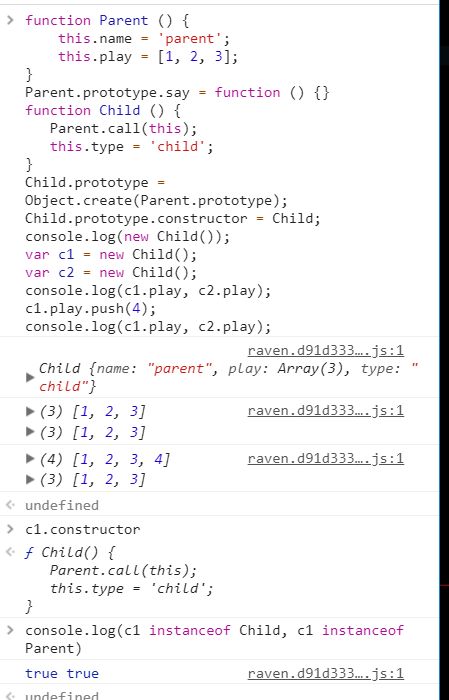 > function Parent () {
this.name = 'parent';
this.play = [1, 2, 3];
}
Parent.prototype.say = function () {}
function Child () {
Parent.call(this);
this.type = 'child';
}
Child.prototype =
Object.create(Parent.prototype);
Child.prototype.constructor = Child;
console.log(new Child());
var c1 = new Child();
var c2 = new Child();
console.log(c1.play, c2.play);
c1.play.push(4);
console.log(c1.play, c2.play);
raven.d91d333….js:1
▶ Child {name: "parent", play: Array(3), type: "
child"}
▶ (3) [1, 2, 3] raven.d91d333….js:1
▶ (3) [1, 2, 3]
▶ (4) [1, 2, 3, 4] raven.d91d333….js:1
▶ (3) [1, 2, 3]
undefined
> c1.constructor
ƒ Child() {
Parent.call(this);
this.type = 'child';
}
> console.log(c1 instanceof Child, c1 instanceof
Parent)
true true raven.d91d333….js:1
undefined